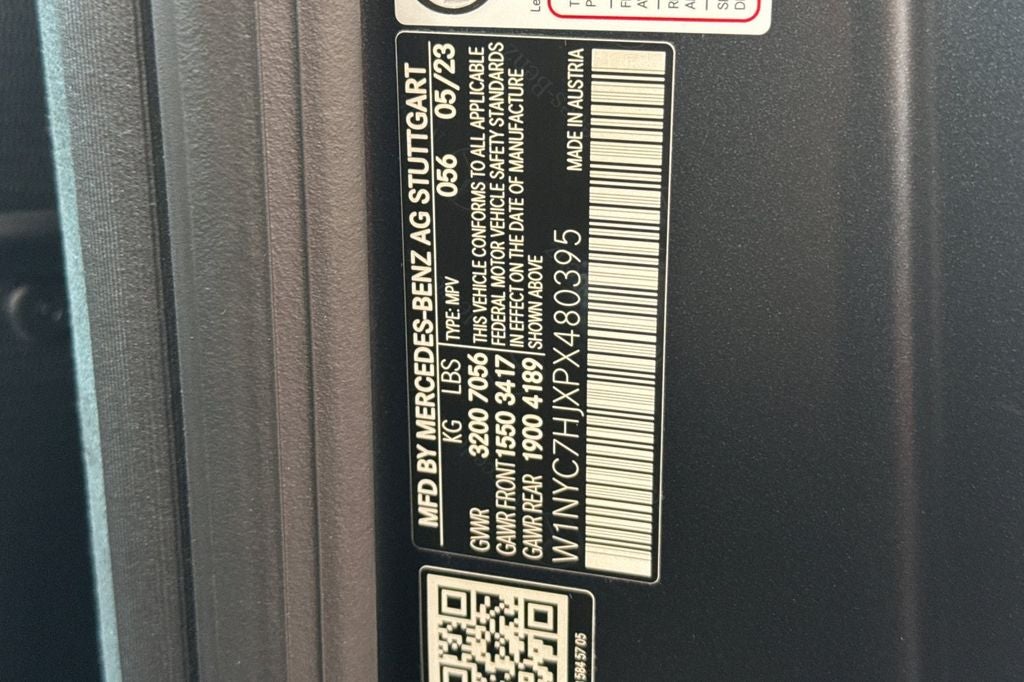 MFD BY MERCEDES-BENZ AG STUTTGART
KG LBS
056 05/23
TYPE: MPV
GVWR 3200 7056
GAWR FRONT 1550 3417
GAWR REAR 1900 4189
THIS VEHICLE CONFORMS TO ALL APPLICABLE
FEDERAL MOTOR VEHICLE SAFETY STANDARDS
IN EFFECT ON THE DATE OF MANUFACTURE
SHOWN ABOVE
MADE IN AUSTRIA
W1NYC7HJXPX480395